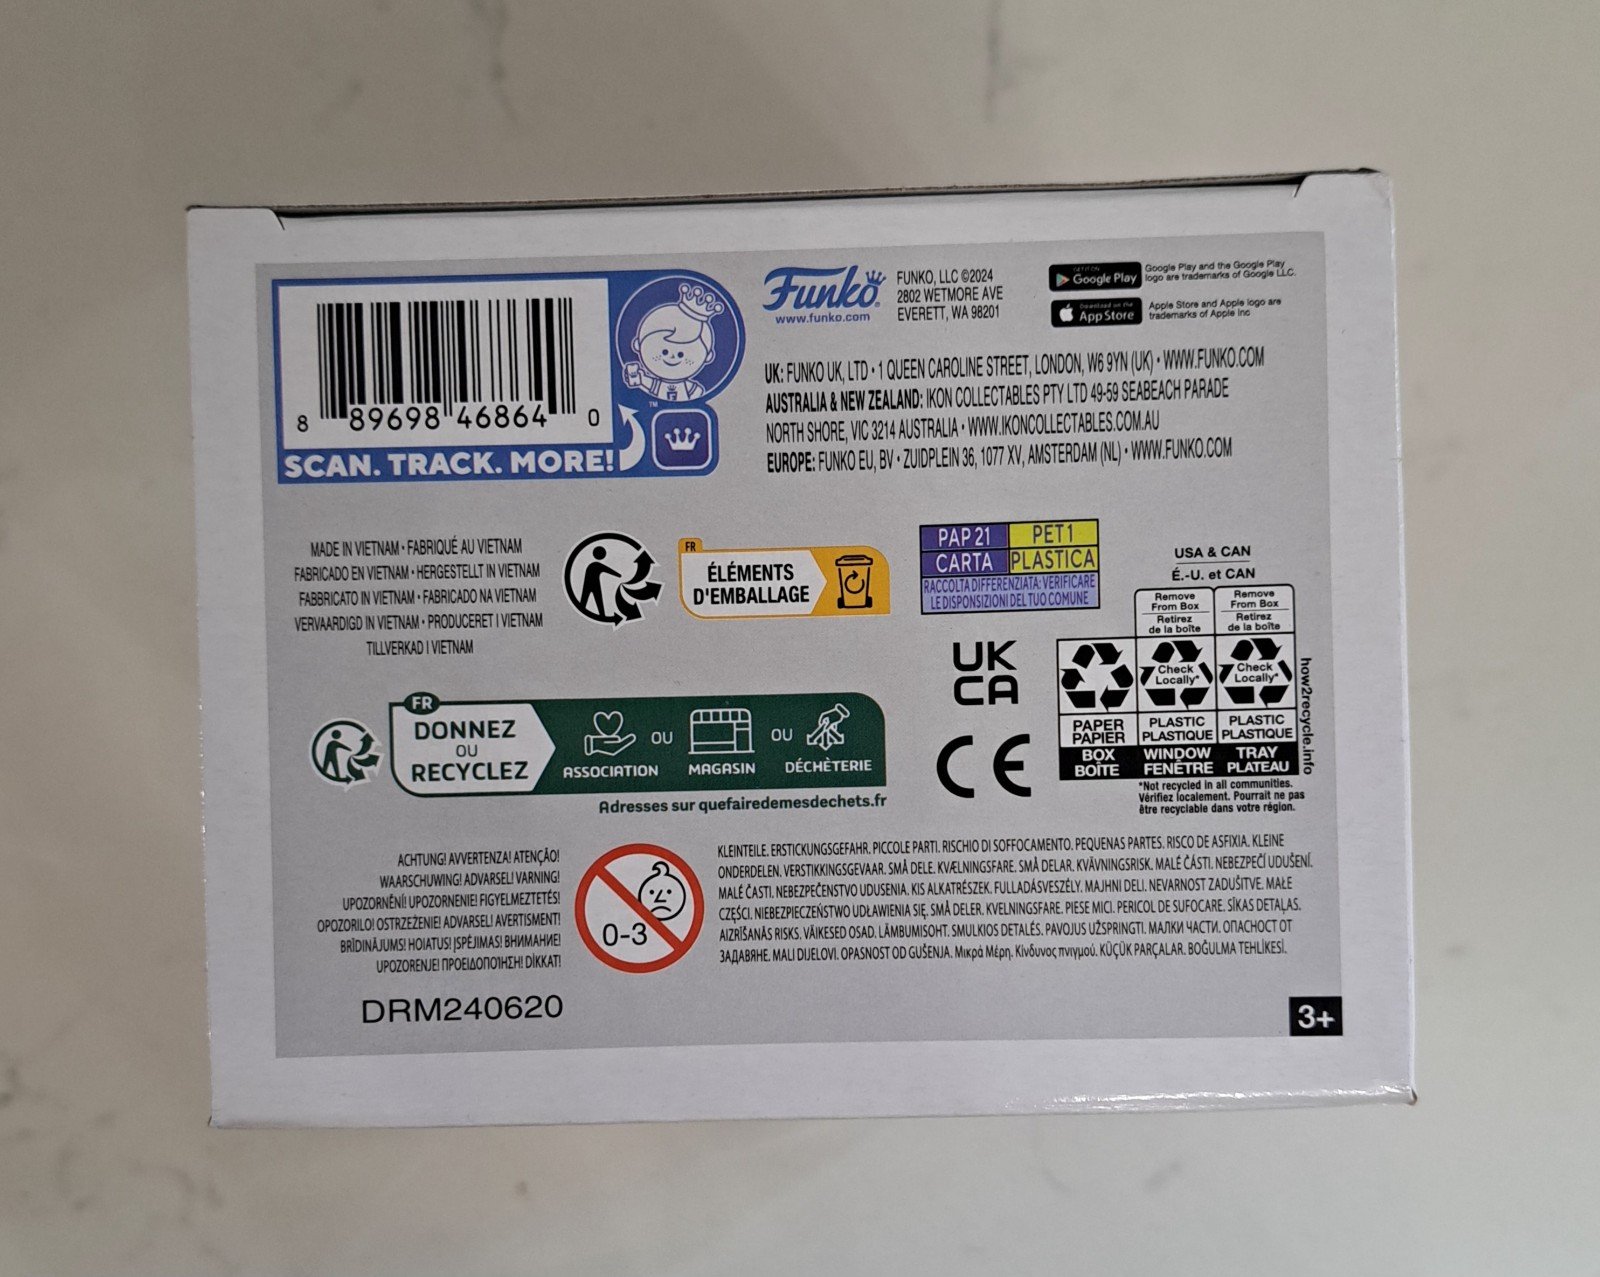 8 89698 46864 0
SCAN. TRACK. MORE!
™
Funko
www.funko.com
FUNKO, LLC ©2024
2802 WETMORE AVE
EVERETT, WA 98201
GET IT ON
Google Play
Google Play and the Google Play
logo are trademarks of Google LLC.
Download on the
App Store
Apple Store and Apple logo are
trademarks of Apple Inc
UK: FUNKO UK, LTD • 1 QUEEN CAROLINE STREET, LONDON, W6 9YN (UK) • WWW.FUNKO.COM
AUSTRALIA & NEW ZEALAND: IKON COLLECTABLES PTY LTD 49-59 SEABEACH PARADE
NORTH SHORE, VIC 3214 AUSTRALIA • WWW.IKONCOLLECTABLES.COM.AU
EUROPE: FUNKO EU, BV • ZUIDPLEIN 36, 1077 XV, AMSTERDAM (NL) • WWW.FUNKO.COM
MADE IN VIETNAM • FABRIQUÉ AU VIETNAM
FABRICADO EN VIETNAM • HERGESTELLT IN VIETNAM
FABBRICATO IN VIETNAM • FABRICADO NA VIETNAM
VERVAARDIGD IN VIETNAM • PRODUCERET I VIETNAM
TILLVERKAD I VIETNAM
FR
ÉLÉMENTS
D'EMBALLAGE
PAP 21
CARTA
PET 1
PLASTICA
RACCOLTA DIFFERENZIATA: VERIFICARE
LE DISPONSIZIONI DEL TUO COMUNE
UK
CA
CE
USA & CAN
É.-U. et CAN
Remove
From Box
Retirez
de la boîte
Remove
From Box
Retirez
de la boîte
Check
Locally*
Check
Locally*
PAPER
PAPIER
BOX
BOÎTE
PLASTIC
PLASTIQUE
WINDOW
FENÊTRE
PLASTIC
PLASTIQUE
TRAY
PLATEAU
how2recycle.info
*Not recycled in all communities.
Vérifiez localement. Pourrait ne pas
être recyclable dans votre région.
FR
DONNEZ
OU
RECYCLEZ
ASSOCIATION
OU
MAGASIN
OU
DÉCHÈTERIE
Adresses sur quefairedemesdechets.fr
ACHTUNG! AVVERTENZA! ATENÇÃO!
WAARSCHUWING! ADVARSEL! VARNING!
UPOZORNĚNÍ! UPOZORNENIE! FIGYELMEZTETÉS!
OPOZORILO! OSTRZEŻENIE! ADVARSEL! AVERTISMENT!
BRĪDINĀJUMS! HOIATUS! ĮSPĖJIMAS! ВНИМАНИЕ!
UPOZORENJE! ΠΡΟΕΙΔΟΠΟΊΗΣΗ! DİKKAT!
0-3
KLEINTEILE. ERSTICKUNGSGEFAHR. PICCOLE PARTI. RISCHIO DI SOFFOCAMENTO. PEQUENAS PARTES. RISCO DE ASFIXIA. KLEINE
ONDERDELEN. VERSTIKKINGSGEVAAR. SMÅ DELE. KVÆLNINGSFARE. SMÅ DELAR. KVÄVNINGSRISK. MALÉ ČÁSTI. NEBEZPEČÍ UDUŠENÍ.
MALÉ ČASTI. NEBEZPEČENSTVO UDUSENIA. KIS ALKATRÉSZEK. FULLADÁSVESZÉLY. MAJHNI DELI. NEVARNOST ZADUŠITVE. MAŁE
CZĘŚCI. NIEBEZPIECZEŃSTWO UDŁAWIENIA SIĘ. SMÅ DELER. KVELNINGSFARE. PIESE MICI. PERICOL DE SUFOCARE. SĪKAS DETAĻAS.
AIZRĪŠANĀS RISKS. VÄIKESED OSAD. LÄMBUMISOHT. SMULKIOS DETALĖS. PAVOJUS UŽSPRINGTI. МАЛКИ ЧАСТИ. ОПАСНОСТ ОТ
ЗАДАВЯНЕ. MALI DIJELOVI. OPASNOST OD GUŠENJA. Μικρά Μέρη. Κίνδυνος πνιγμού. KÜÇÜK PARÇALAR. BOĞULMA TEHLİKESİ.
DRM240620
3+